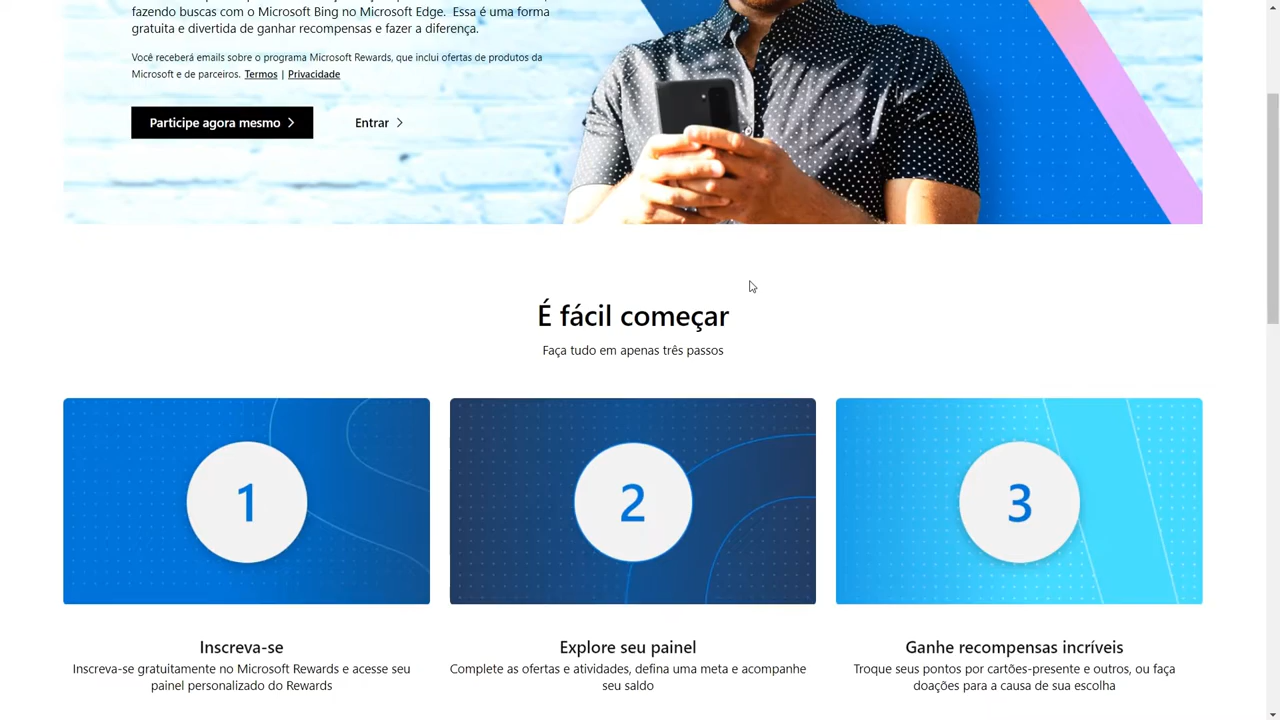 fazendo buscas com o Microsoft Bing no Microsoft Edge. Essa é uma forma
gratuita e divertida de ganhar recompensas e fazer a diferença.
Você receberá emails sobre o programa Microsoft Rewards, que inclui ofertas de produtos da
Microsoft e de parceiros. Termos | Privacidade
Participe agora mesmo
Entrar
É fácil começar
Faça tudo em apenas três passos
1
2
3
Inscreva-se
Inscreva-se gratuitamente no Microsoft Rewards e acesse seu
painel personalizado do Rewards
Explore seu painel
Complete as ofertas e atividades, defina uma meta e acompanhe
seu saldo
Ganhe recompensas incríveis
Troque seus pontos por cartões-presente e outros, ou faça
doações para a causa de sua escolha